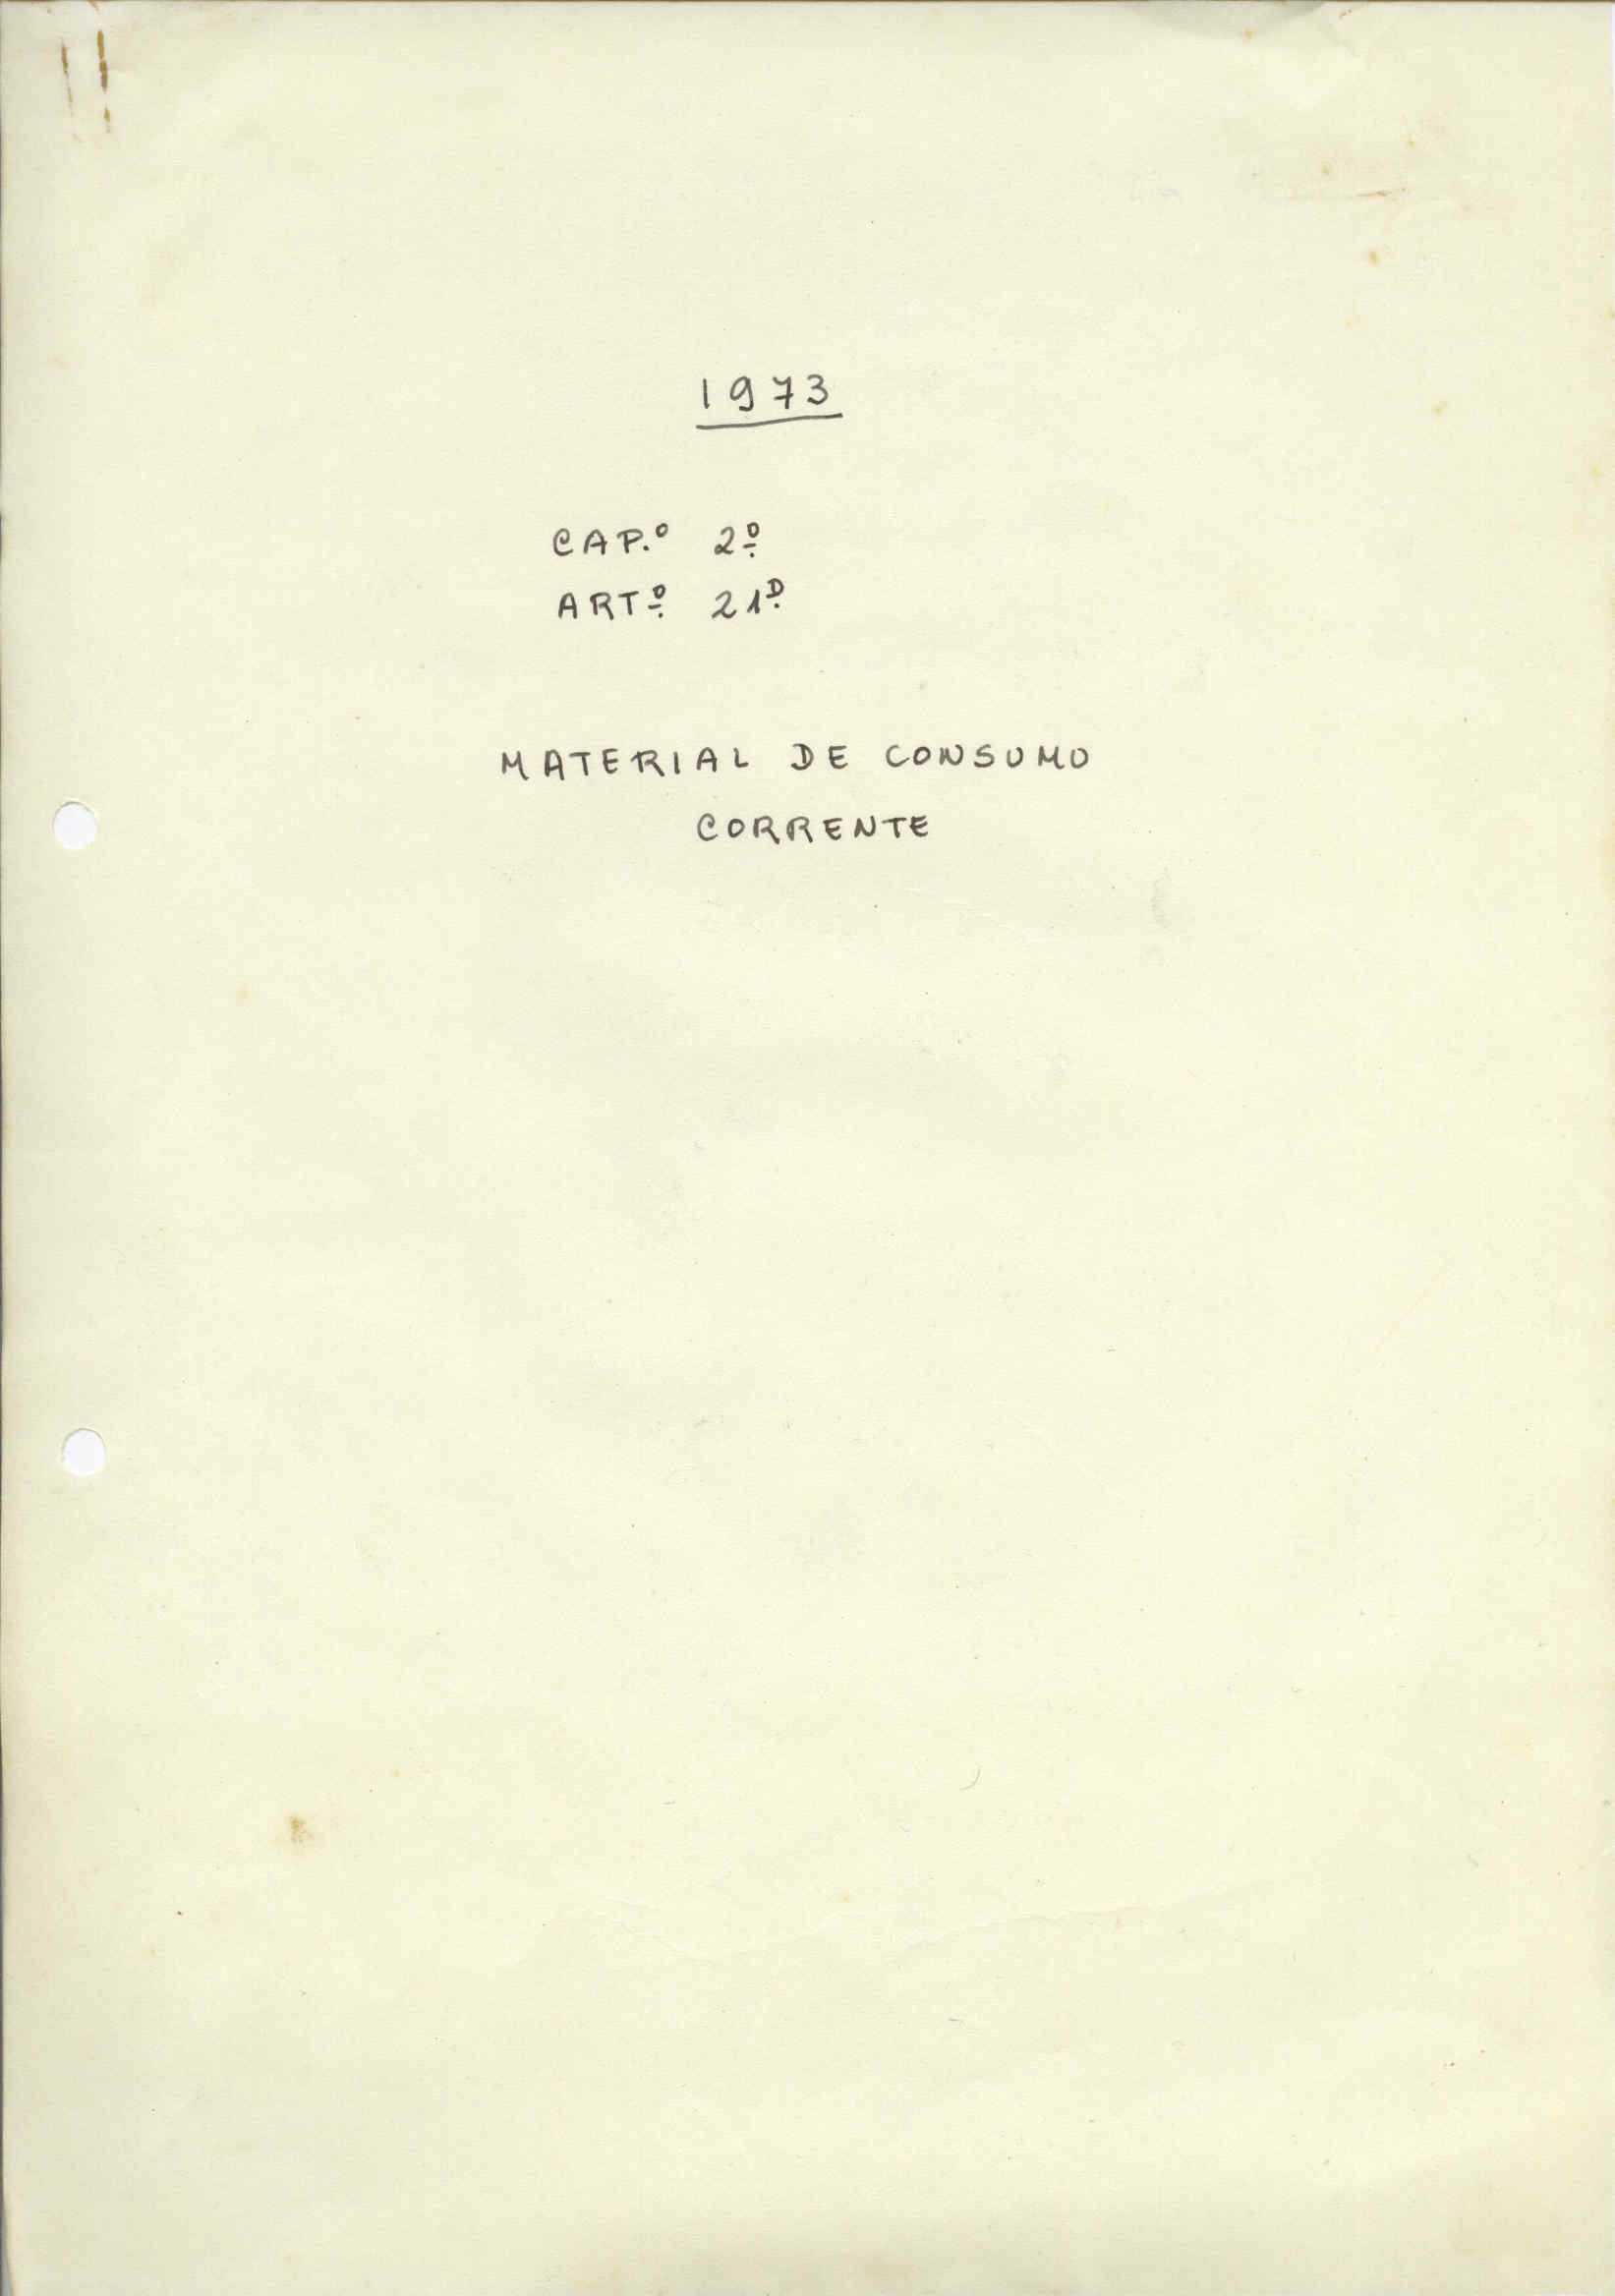 1973
CAP.º 2º
ARTº 21º
MATERIAL DE CONSUMO
CORRENTE